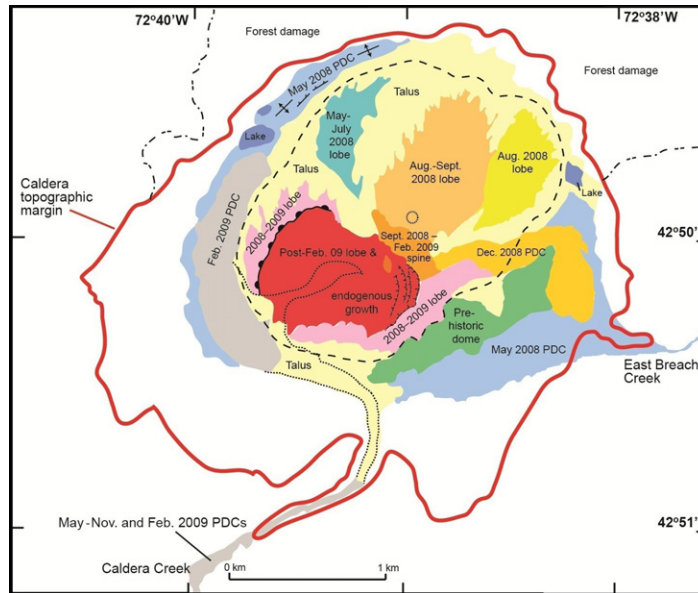 72°40'W
72°38'W
Forest damage
Forest damage
May 2008 PDC
Talus
May-
July
2008
lobe
Lake
Aug. 2008
lobe
Aug.-Sept.
2008 lobe
Caldera
topographic
margin
Talus
Lake
Feb. 2009 PDC
2008–2009 lobe
42°50'
Sept. 2008 –
Feb. 2009
spine
Post-Feb. 09 lobe &
endogenous
growth
Dec. 2008 PDC
2008–2009 lobe
Pre-
historic
dome
May 2008 PDC
Talus
East Breach
Creek
42°51'
May -Nov. and Feb. 2009 PDCs
Caldera Creek
0 km
1 km